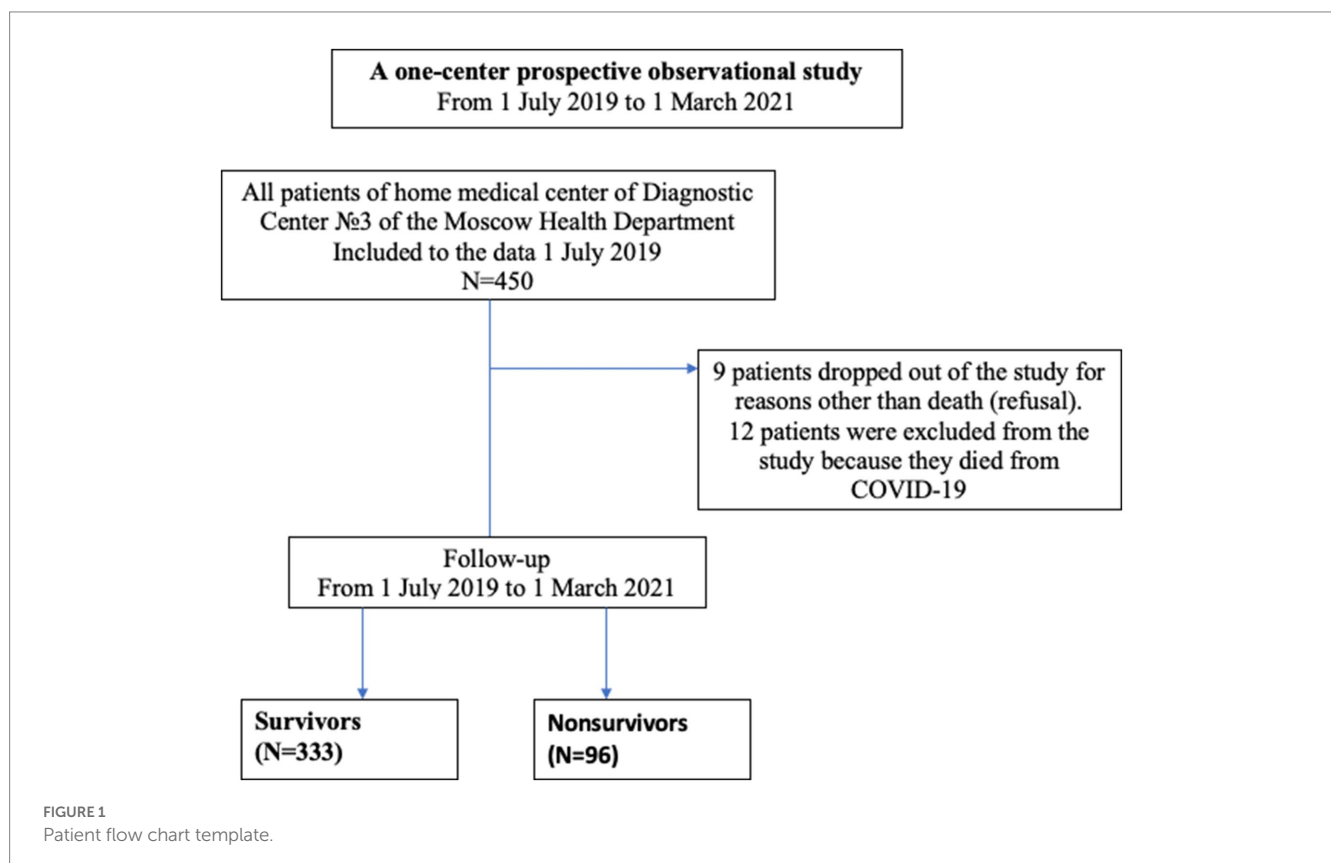 A one-center prospective observational study
From 1 July 2019 to 1 March 2021
All patients of home medical center of Diagnostic
Center №3 of the Moscow Health Department
Included to the data 1 July 2019
N=450
9 patients dropped out of the study for
reasons other than death (refusal).
12 patients were excluded from the
study because they died from
COVID-19
Follow-up
From 1 July 2019 to 1 March 2021
Survivors
(N=333)
Nonsurvivors
(N=96)
FIGURE 1
Patient flow chart template.